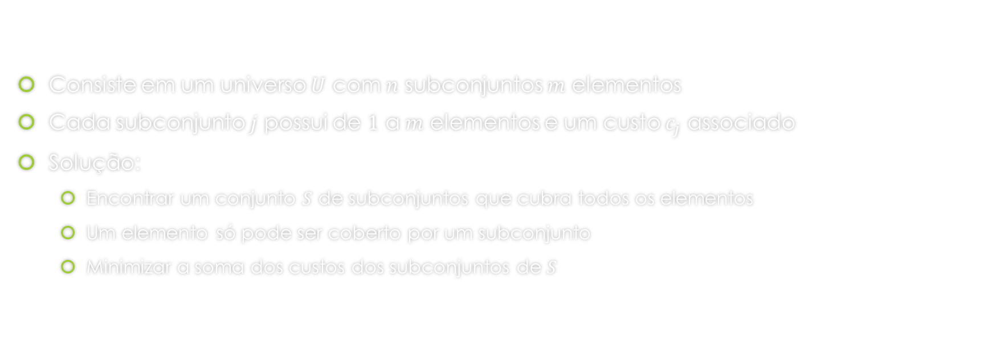 Consiste em um universo U com n subconjuntos m elementos
Cada subconjunto j possui de 1 a m elementos e um custo cj associado
Solução:
Encontrar um conjunto S de subconjuntos que cubra todos os elementos
Um elemento só pode ser coberto por um subconjunto
Minimizar a soma dos custos dos subconjuntos de S